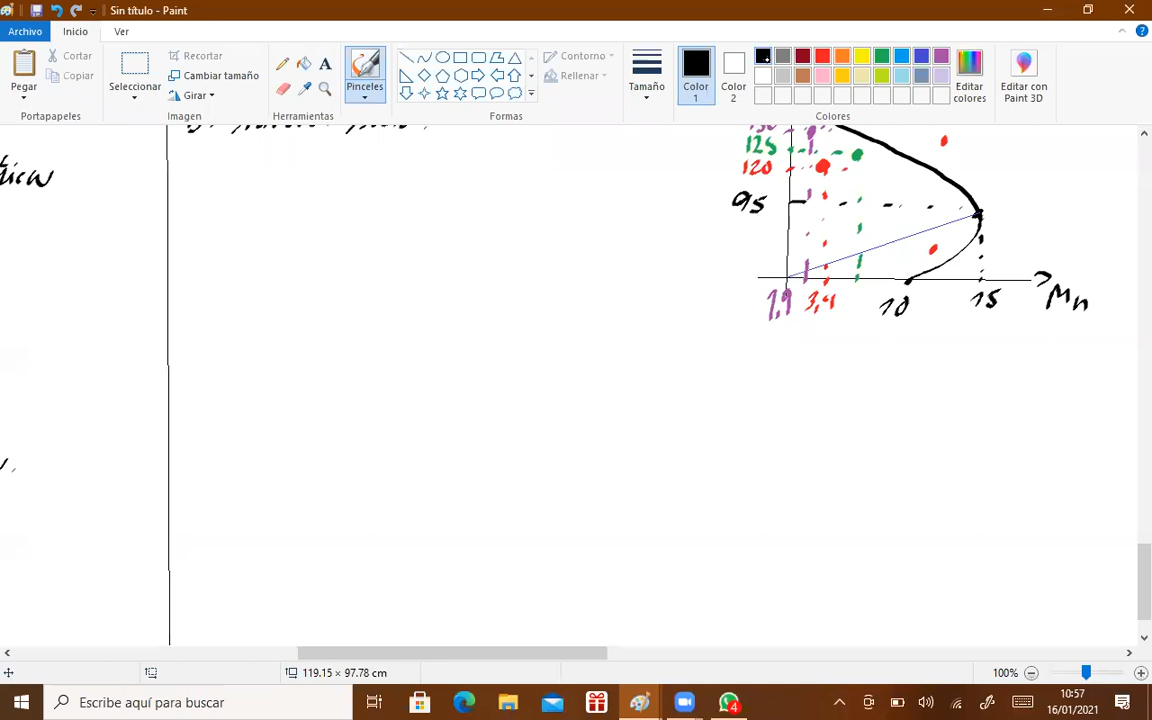 Sin título - Paint
Archivo Inicio Ver
Pegar
Cortar
Copiar
Portapapeles
Seleccionar
Recortar
Cambiar tamaño
Girar
Imagen
Herramientas
Pinceles
Contorno
Rellenar
Formas
Tamaño
Color 1
Color 2
Editar colores
Editar con Paint 3D
Colores
130
125
120
95
1,9 3,4 10 15 Mn
119.15 × 97.78 cm
100%
Escribe aquí para buscar
4
10:57
16/01/2021